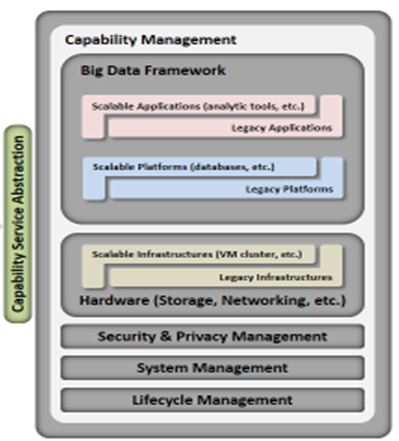 Capability Management
Big Data Framework
Scalable Applications (analytic tools, etc.)
Legacy Applications
Scalable Platforms (databases, etc.)
Legacy Platforms
Capability Service Abstraction
Scalable Infrastructures (VM cluster, etc.)
Legacy Infrastructures
Hardware (Storage, Networking, etc.)
Security & Privacy Management
System Management
Lifecycle Management